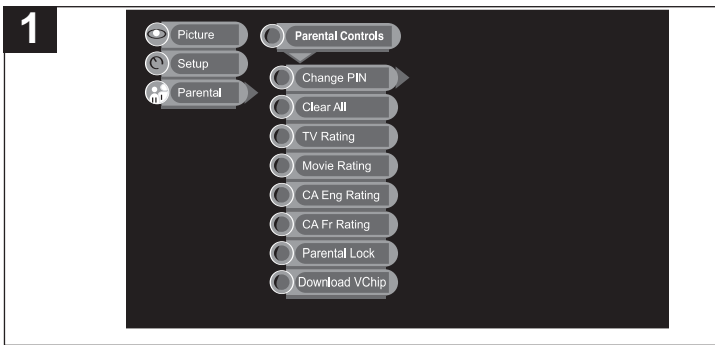 1
Picture
Setup
Parental
Parental Controls
Change PIN
Clear All
TV Rating
Movie Rating
CA Eng Rating
CA Fr Rating
Parental Lock
Download VChip